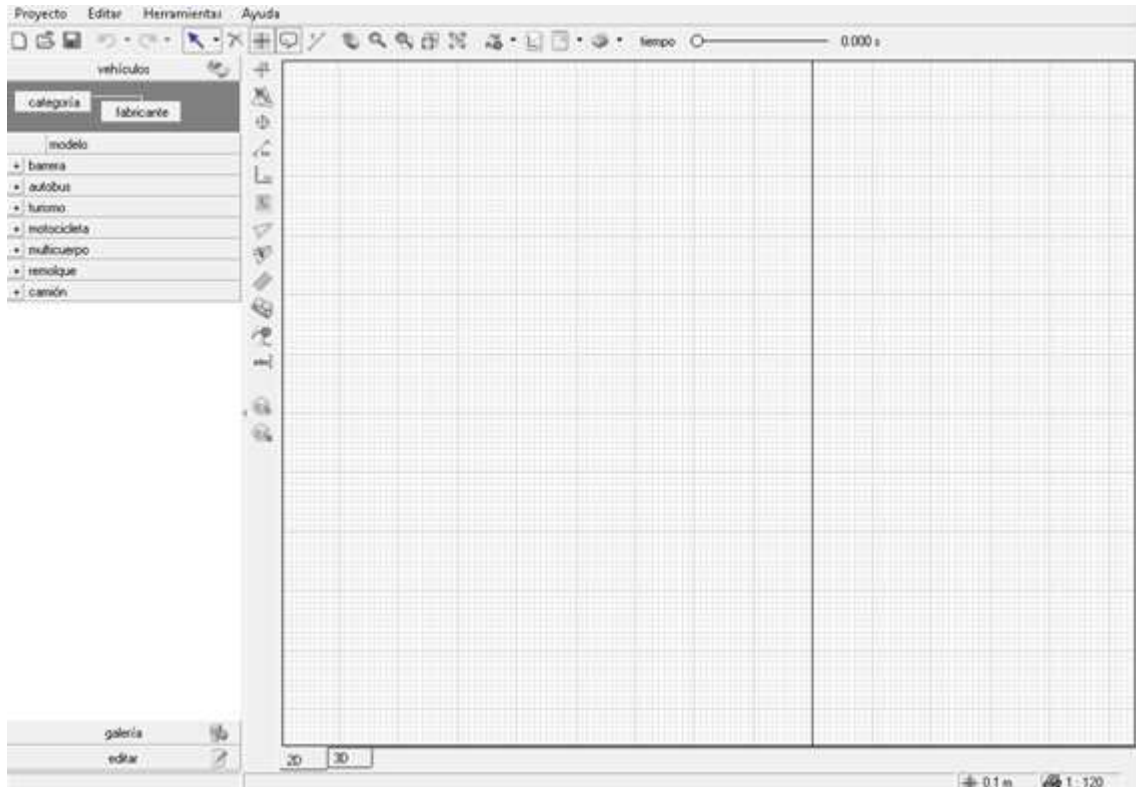 Proyecto Editar Herramientas Ayuda
tiempo 0.000 s
vehículos
categoría
fabricante
modelo
barrera
autobus
turismo
motocicleta
multicuerpo
remolque
camión
galería
editar
2D 3D
0.1 m 1 : 120